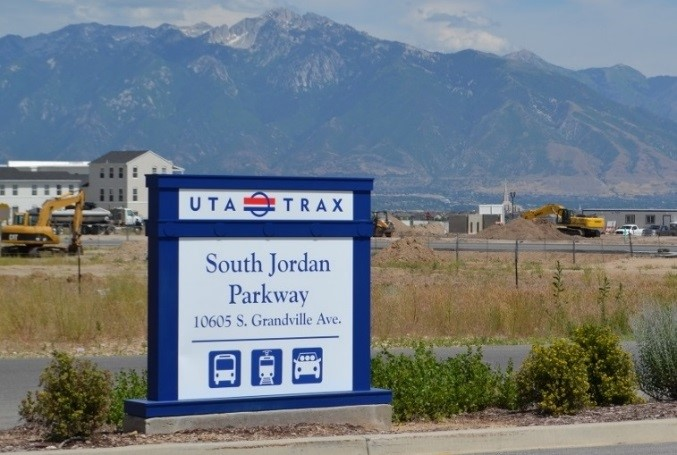 UTA TRAX
South Jordan
Parkway
10605 S. Grandville Ave.